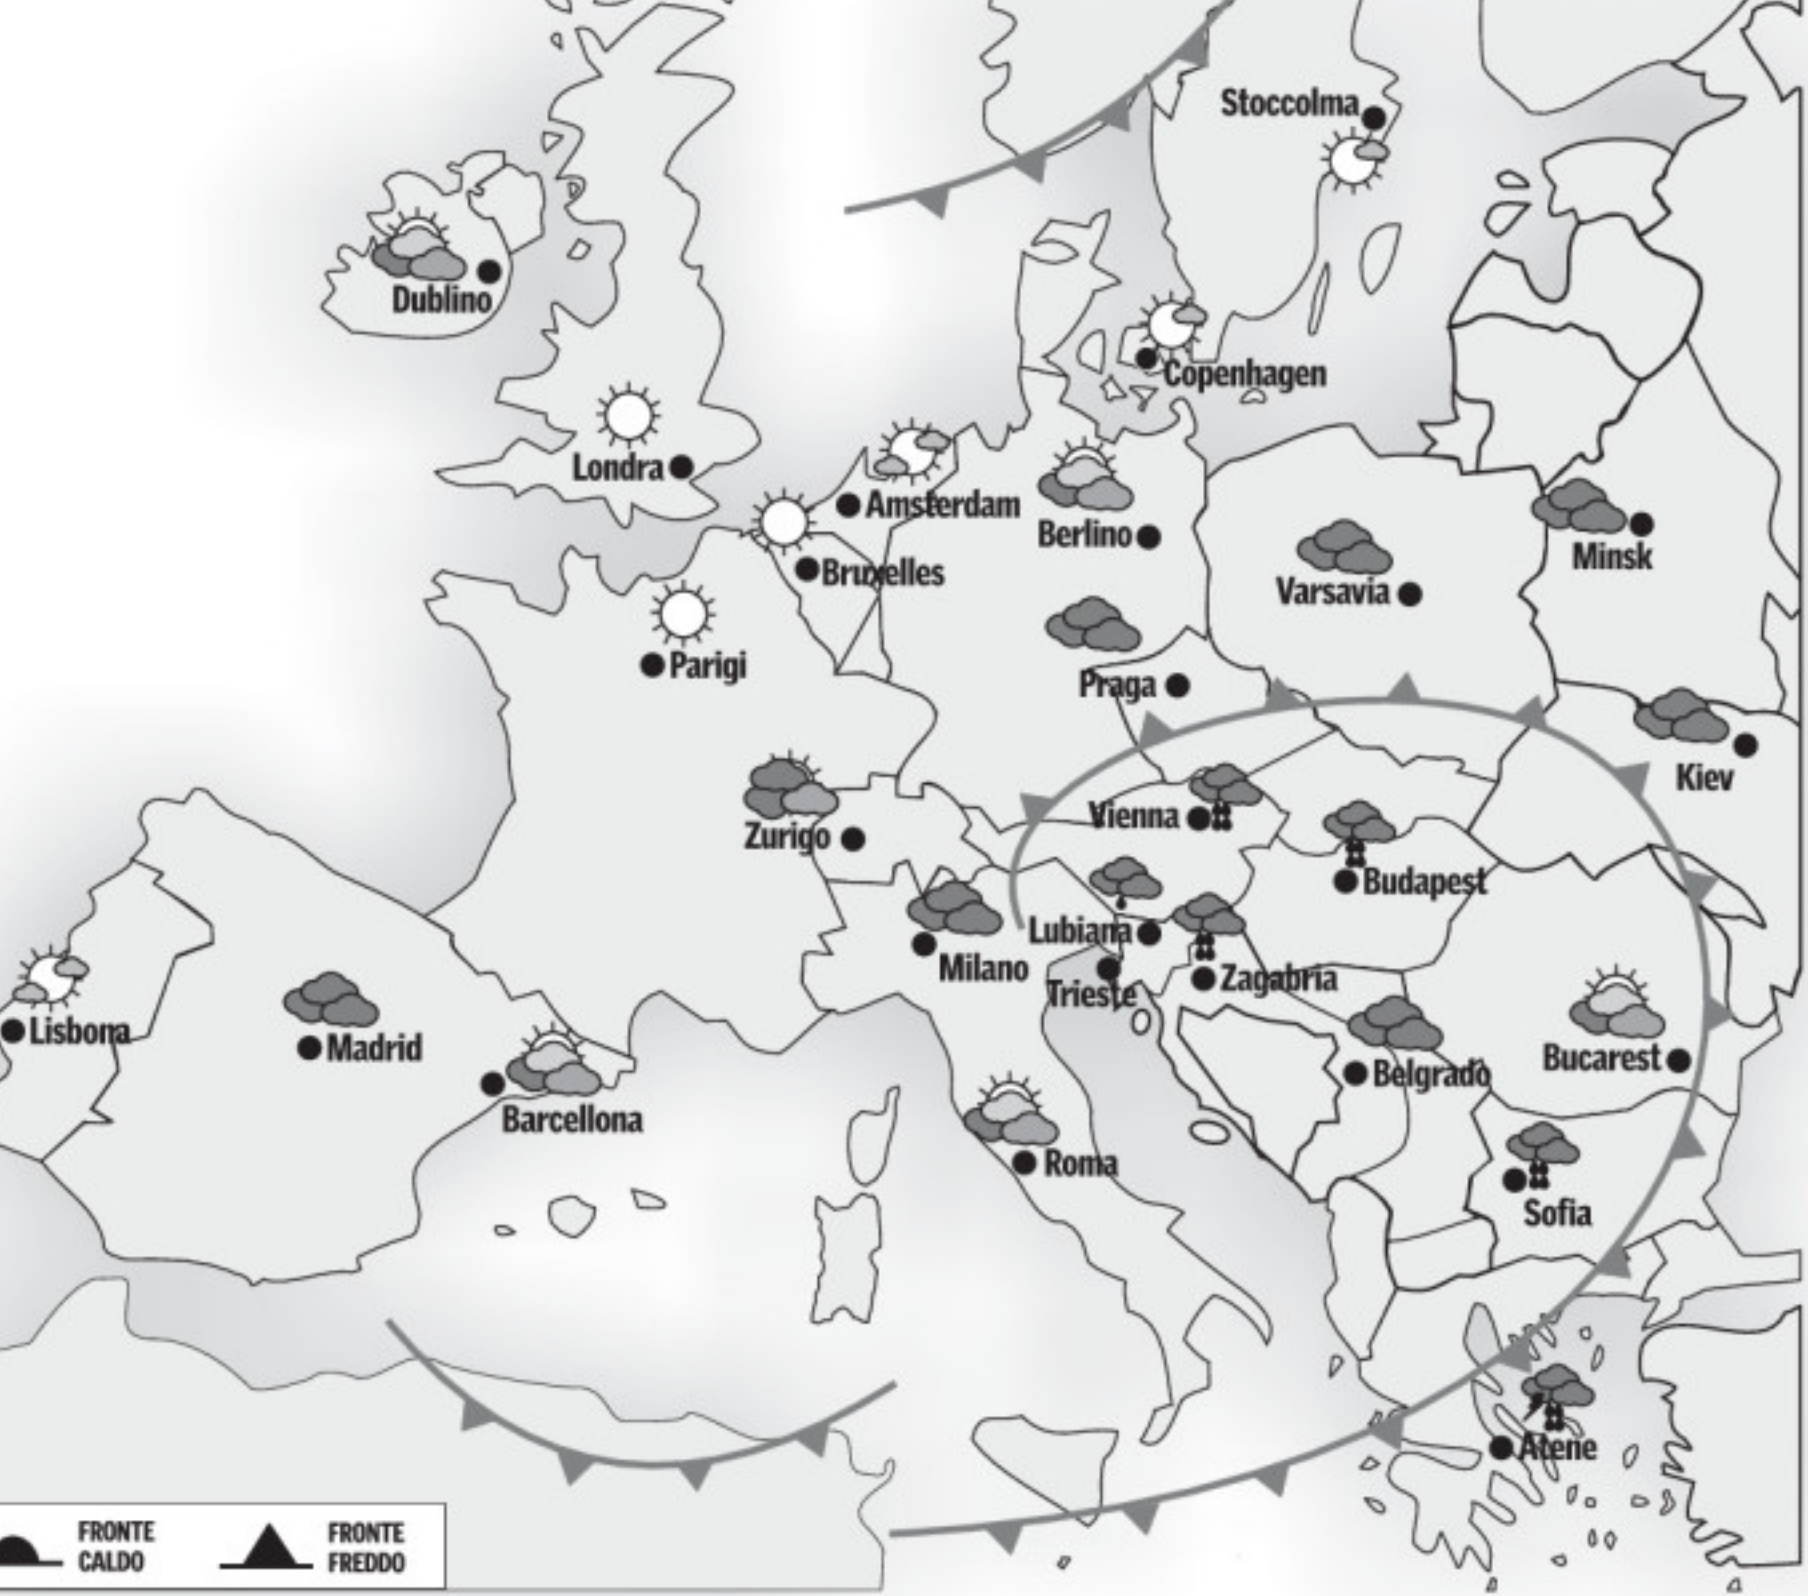 Stoccolma
Dublino
Copenhagen
Londra
Amsterdam
Berlino
Bruxelles
Minsk
Varsavia
Parigi
Praga
Kiev
Vienna
Zurigo
Budapest
Lubiana
Milano
Zagabria
Trieste
Lisbona
Madrid
Belgrado
Bucarest
Barcellona
Roma
Sofia
Atene
FRONTE
CALDO
FRONTE
FREDDO